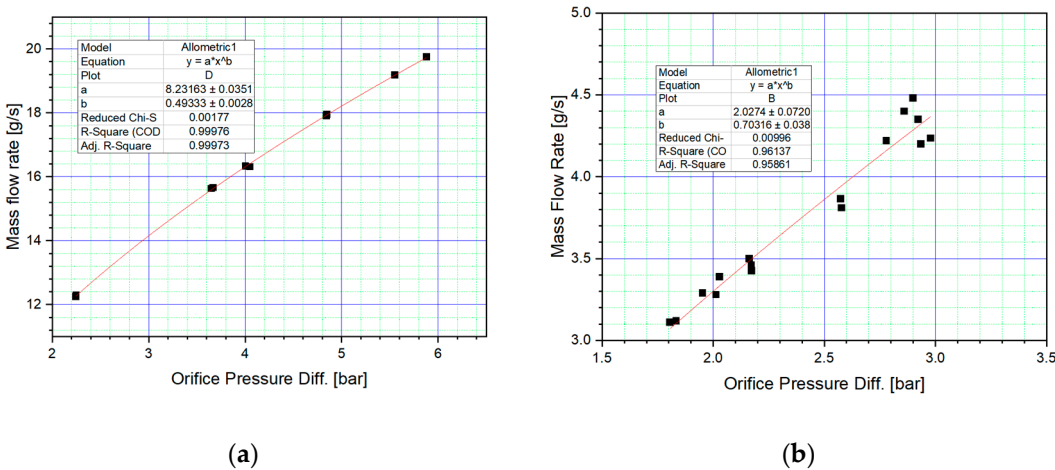 20
18
16
14
12
Mass flow rate [g/s]
Model Allometric1
Equation y = a*x^b
Plot D
a 8.23163 ± 0.0351
b 0.49333 ± 0.0028
Reduced Chi-S 0.00177
R-Square (COD 0.99976
Adj. R-Square 0.99973
2 3 4 5 6
Orifice Pressure Diff. [bar]
(a)
5.0
4.5
4.0
3.5
3.0
Mass Flow Rate [g/s]
Model Allometric1
Equation y = a*x^b
Plot B
a 2.0274 ± 0.0720
b 0.70316 ± 0.038
Reduced Chi- 0.00996
R-Square (CO 0.96137
Adj. R-Square 0.95861
1.5 2.0 2.5 3.0 3.5
Orifice Pressure Diff. [bar]
(b)